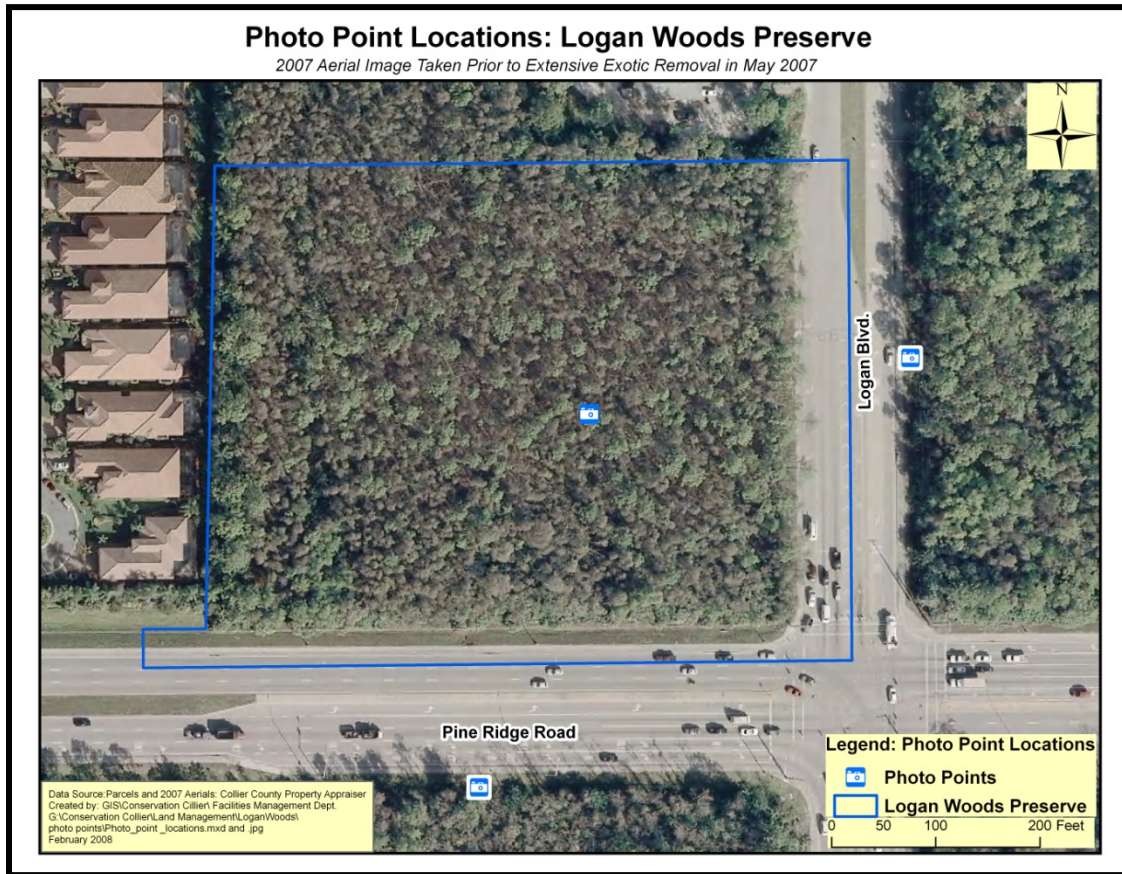 Photo Point Locations: Logan Woods Preserve
2007 Aerial Image Taken Prior to Extensive Exotic Removal in May 2007
N
Logan Blvd.
Pine Ridge Road
Legend: Photo Point Locations
Photo Points
Logan Woods Preserve
0 50 100 200 Feet
Data Source:Parcels and 2007 Aerials: Collier County Property Appraiser
Created by: GIS\Conservation Cillier\ Facilities Management Dept.
G:\Conservation Collier\Land Management\LoganWoods\
photo points\Photo_point _locations.mxd and .jpg
February 2008